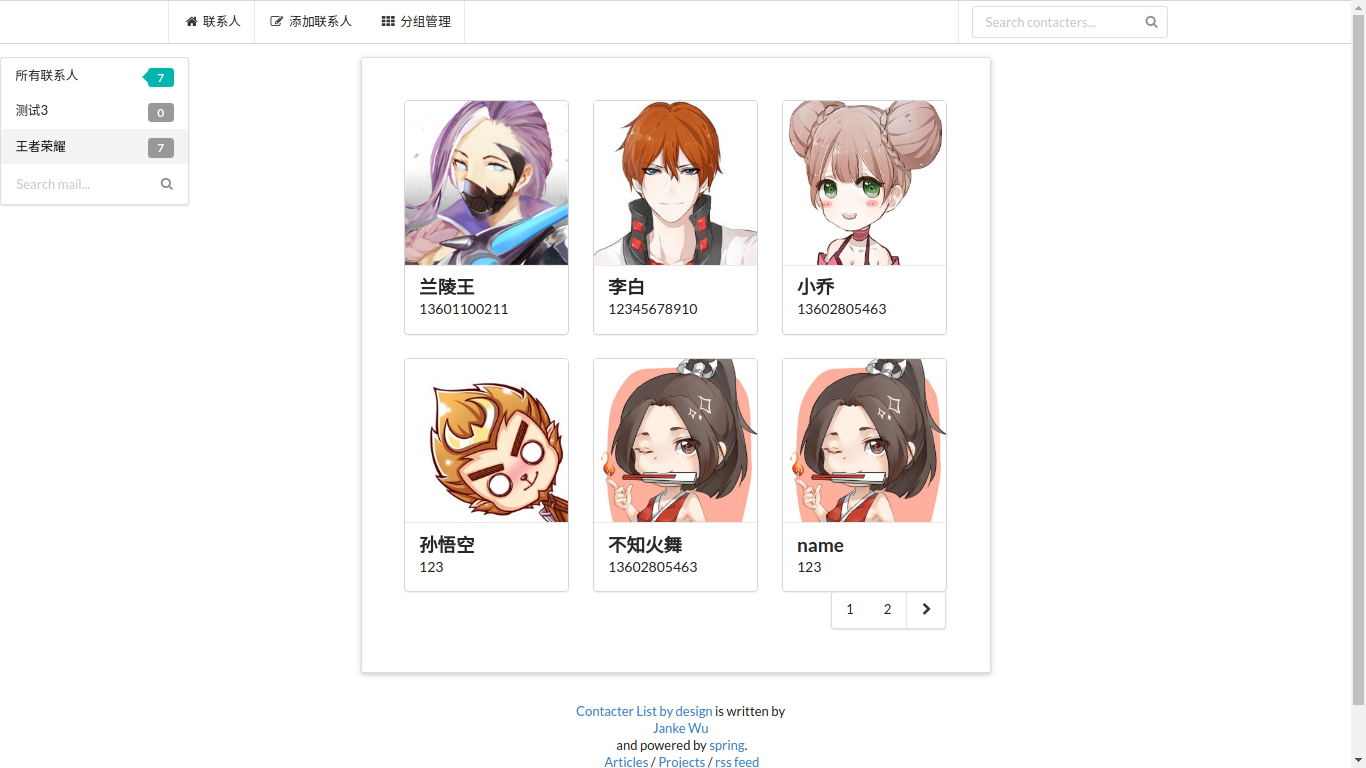 联系人 添加联系人 分组管理 Search contacters...
所有联系人 7
测试3 0
王者荣耀 7
Search mail...
兰陵王
13601100211
李白
12345678910
小乔
13602805463
孙悟空
123
不知火舞
13602805463
name
123
1 2
Contacter List by design is written by
Janke Wu
and powered by spring.
Articles / Projects / rss feed